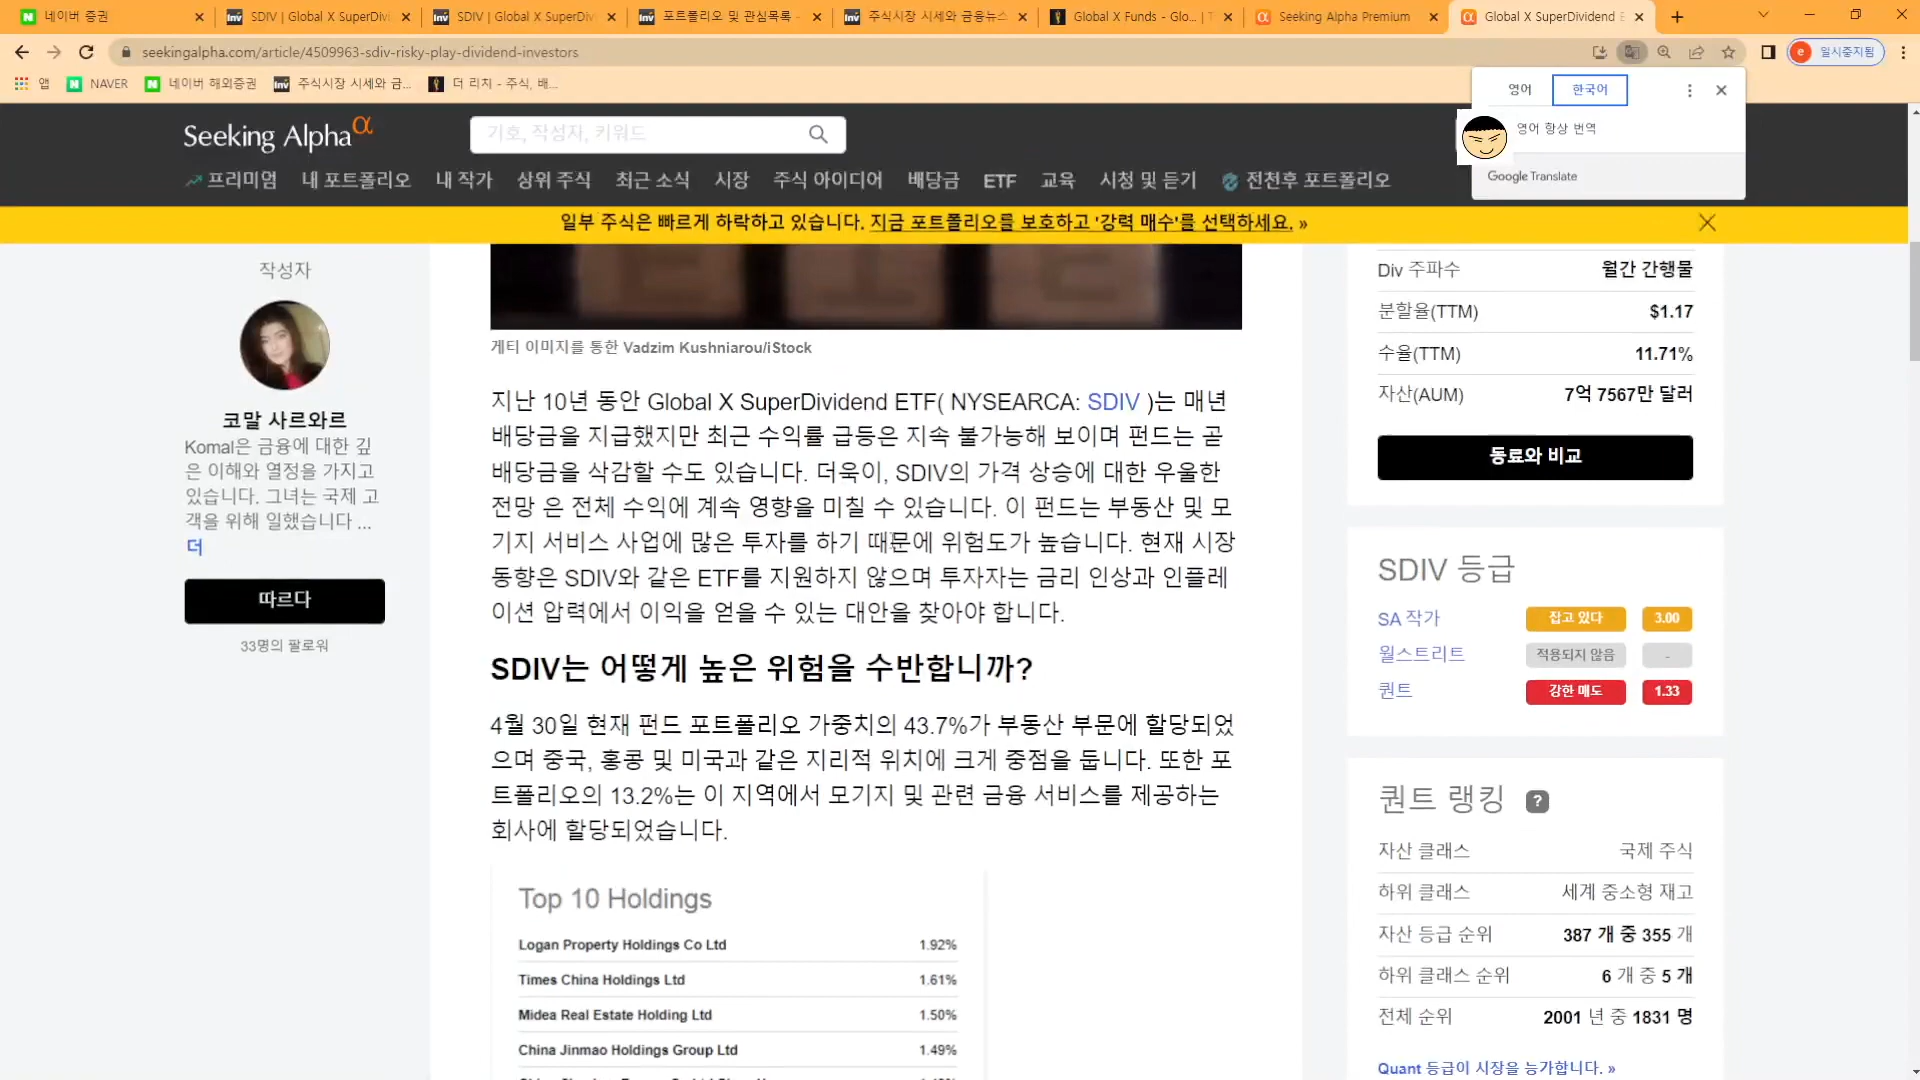 네이버 증권
SDIV | Global X SuperDivi
SDIV | Global X SuperDivi
포트폴리오 및 관심목록 -
주식시장 시세와 금융뉴스
Global X Funds - Glo... | T
Seeking Alpha Premium
Global X SuperDividend E
seekingalpha.com/article/4509963-sdiv-risky-play-dividend-investors
e 일시중지됨
앱
NAVER
네이버 해외증권
주식시장 시세와 금...
더 리치 - 주식, 배...
영어
한국어
영어 항상 번역
Google Translate
Seeking Alpha α
기호, 작성자, 키워드
프리미엄
내 포트폴리오
내 작가
상위 주식
최근 소식
시장
주식 아이디어
배당금
ETF
교육
시청 및 듣기
전천후 포트폴리오
일부 주식은 빠르게 하락하고 있습니다. 지금 포트폴리오를 보호하고 '강력 매수'를 선택하세요. »
작성자
코말 사르와르
Komal은 금융에 대한 깊
은 이해와 열정을 가지고
있습니다. 그녀는 국제 고
객을 위해 일했습니다 ...
더
따르다
33명의 팔로워
게티 이미지를 통한 Vadzim Kushniarou/iStock
지난 10년 동안 Global X SuperDividend ETF( NYSEARCA: SDIV )는 매년
배당금을 지급했지만 최근 수익률 급등은 지속 불가능해 보이며 펀드는 곧
배당금을 삭감할 수도 있습니다. 더욱이, SDIV의 가격 상승에 대한 우울한
전망 은 전체 수익에 계속 영향을 미칠 수 있습니다. 이 펀드는 부동산 및 모
기지 서비스 사업에 많은 투자를 하기 때문에 위험도가 높습니다. 현재 시장
동향은 SDIV와 같은 ETF를 지원하지 않으며 투자자는 금리 인상과 인플레
이션 압력에서 이익을 얻을 수 있는 대안을 찾아야 합니다.
SDIV는 어떻게 높은 위험을 수반합니까?
4월 30일 현재 펀드 포트폴리오 가중치의 43.7%가 부동산 부문에 할당되었
으며 중국, 홍콩 및 미국과 같은 지리적 위치에 크게 중점을 둡니다. 또한 포
트폴리오의 13.2%는 이 지역에서 모기지 및 관련 금융 서비스를 제공하는
회사에 할당되었습니다.
Top 10 Holdings
Logan Property Holdings Co Ltd 1.92%
Times China Holdings Ltd 1.61%
Midea Real Estate Holding Ltd 1.50%
China Jinmao Holdings Group Ltd 1.49%
Div 주파수 월간 간행물
분할율(TTM) $1.17
수율(TTM) 11.71%
자산(AUM) 7억 7567만 달러
동료와 비교
SDIV 등급
SA 작가 잡고 있다 3.00
월스트리트 적용되지 않음 -
퀀트 강한 매도 1.33
퀀트 랭킹 ?
자산 클래스 국제 주식
하위 클래스 세계 중소형 재고
자산 등급 순위 387 개 중 355 개
하위 클래스 순위 6 개 중 5 개
전체 순위 2001 년 중 1831 명
Quant 등급이 시장을 능가합니다. »